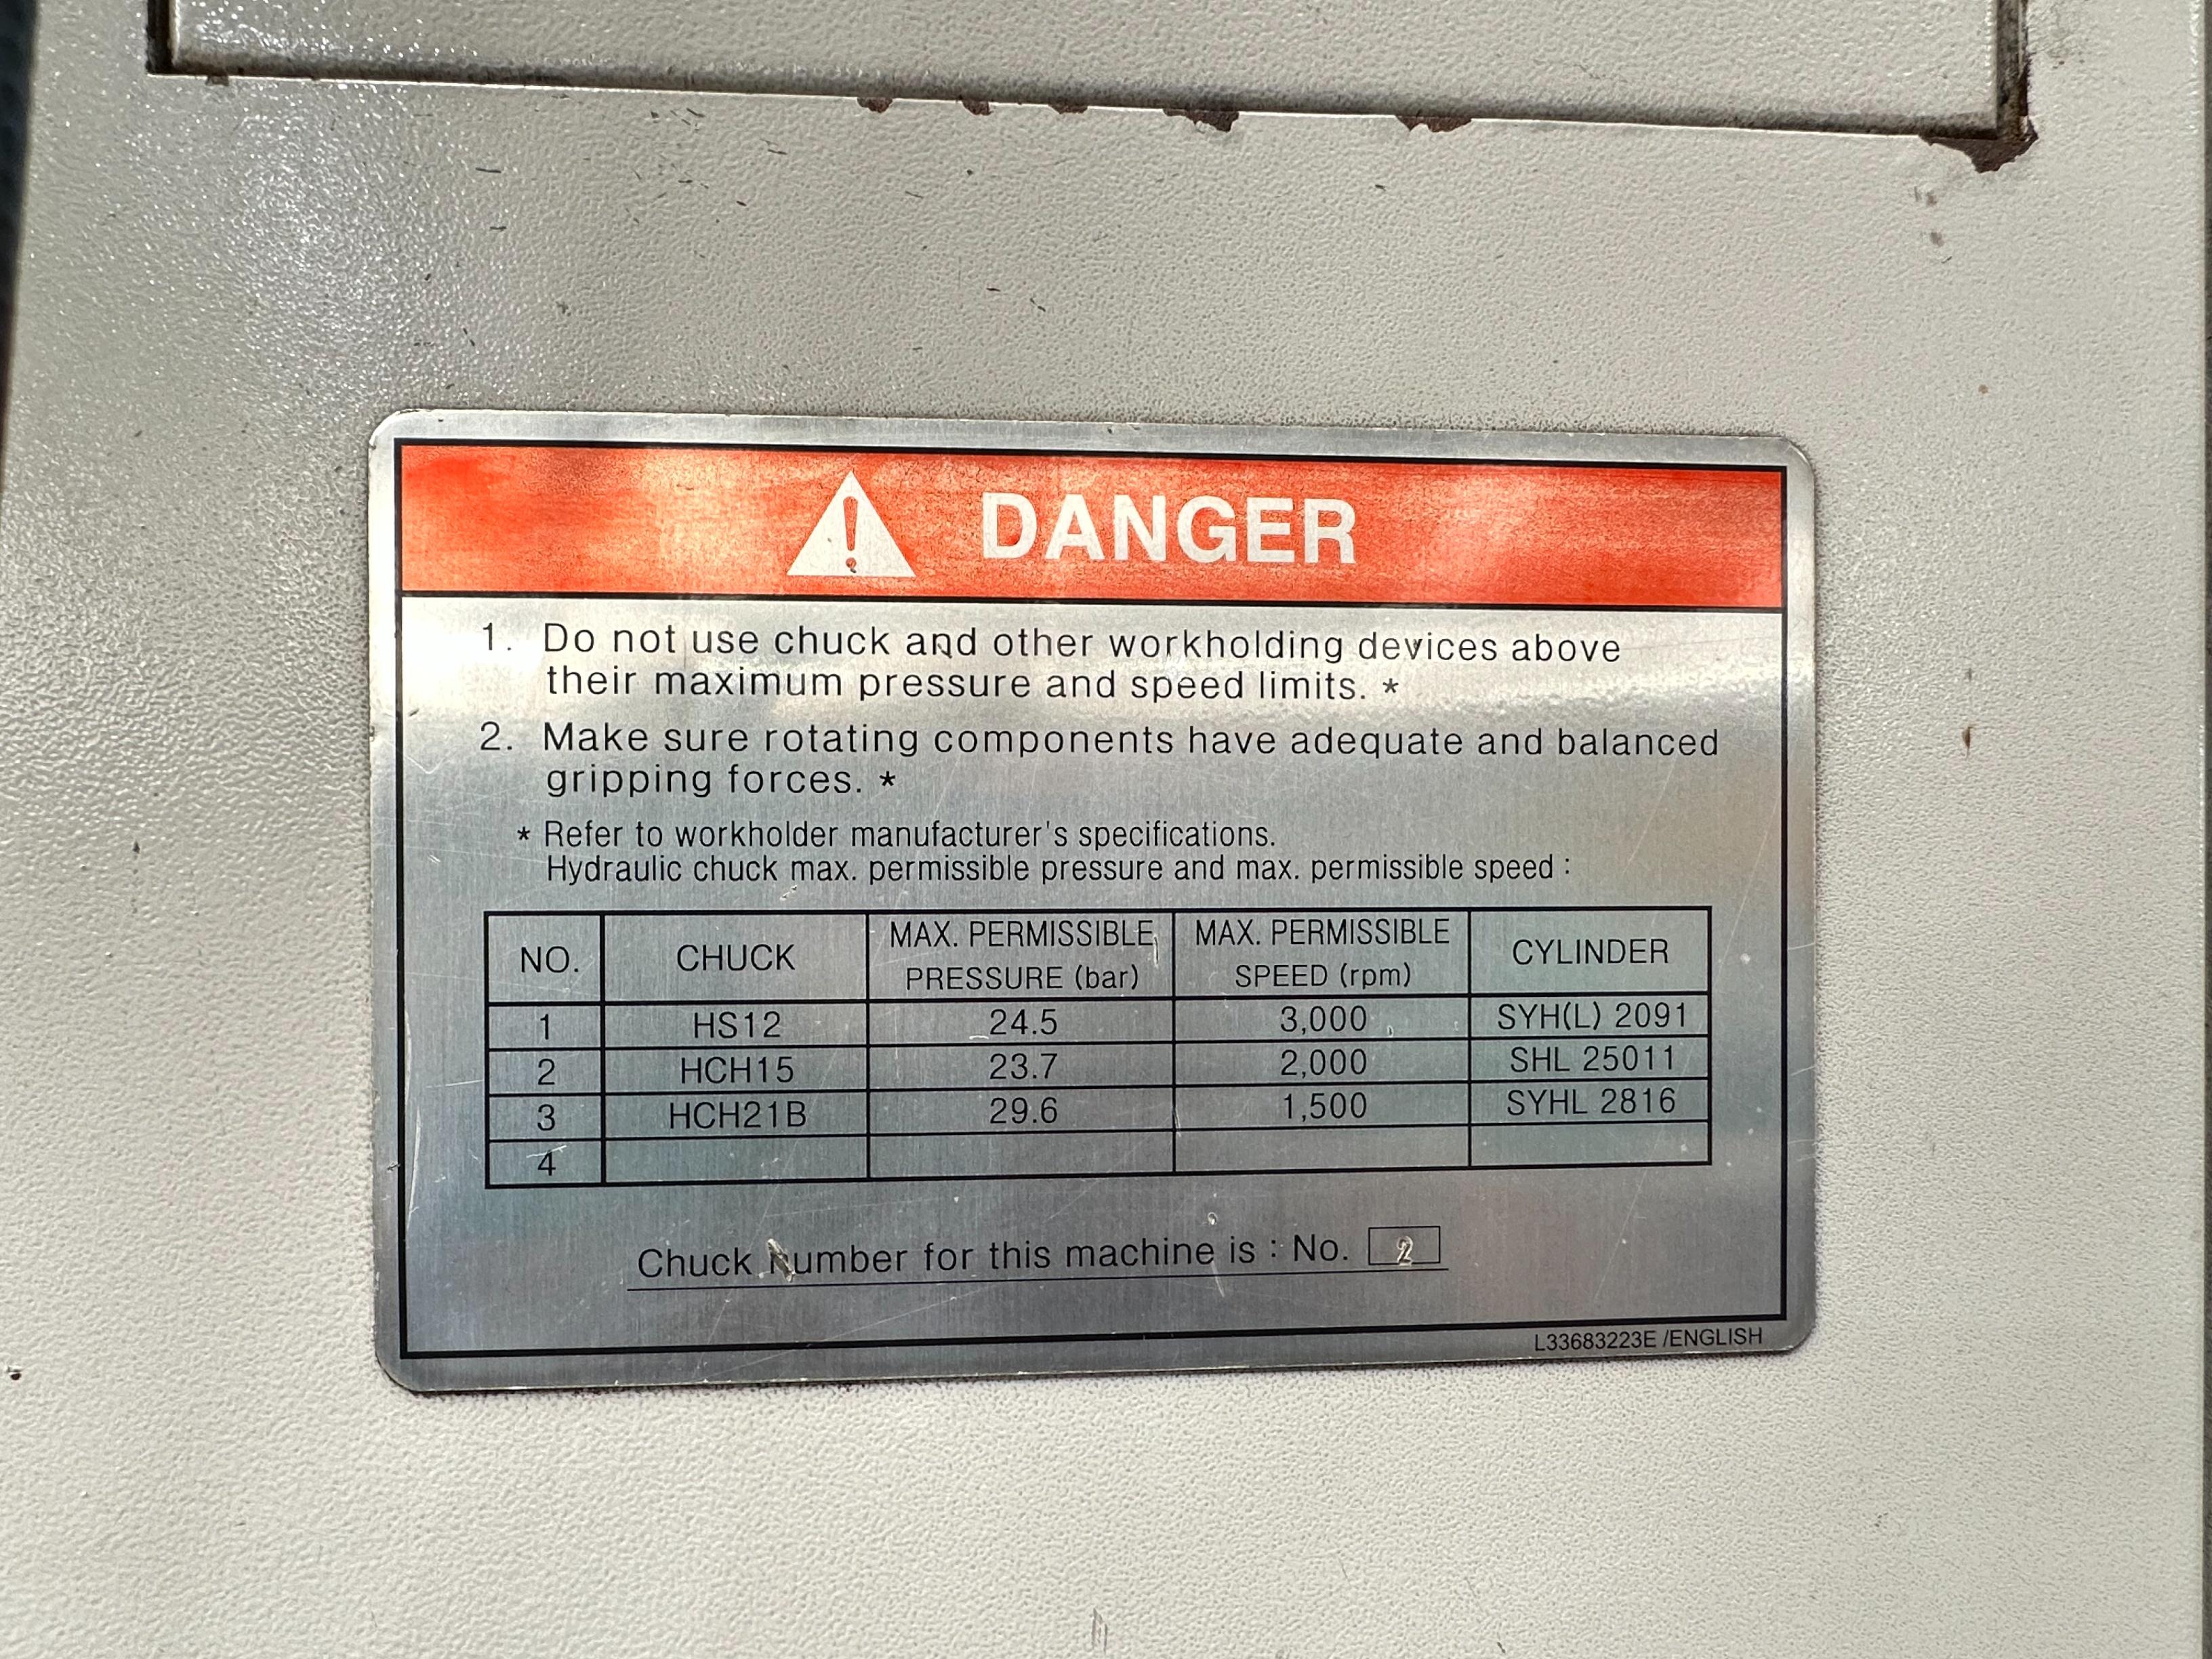 DANGER
1. Do not use chuck and other workholding devices above
their maximum pressure and speed limits. *
2. Make sure rotating components have adequate and balanced
gripping forces. *
* Refer to workholder manufacturer's specifications.
Hydraulic chuck max. permissible pressure and max. permissible speed :
NO. CHUCK MAX. PERMISSIBLE PRESSURE (bar) MAX. PERMISSIBLE SPEED (rpm) CYLINDER
1 HS12 24.5 3,000 SYH(L) 2091
2 HCH15 23.7 2,000 SHL 25011
3 HCH21B 29.6 1,500 SYHL 2816
4
Chuck number for this machine is : No. 2
L33683223E /ENGLISH